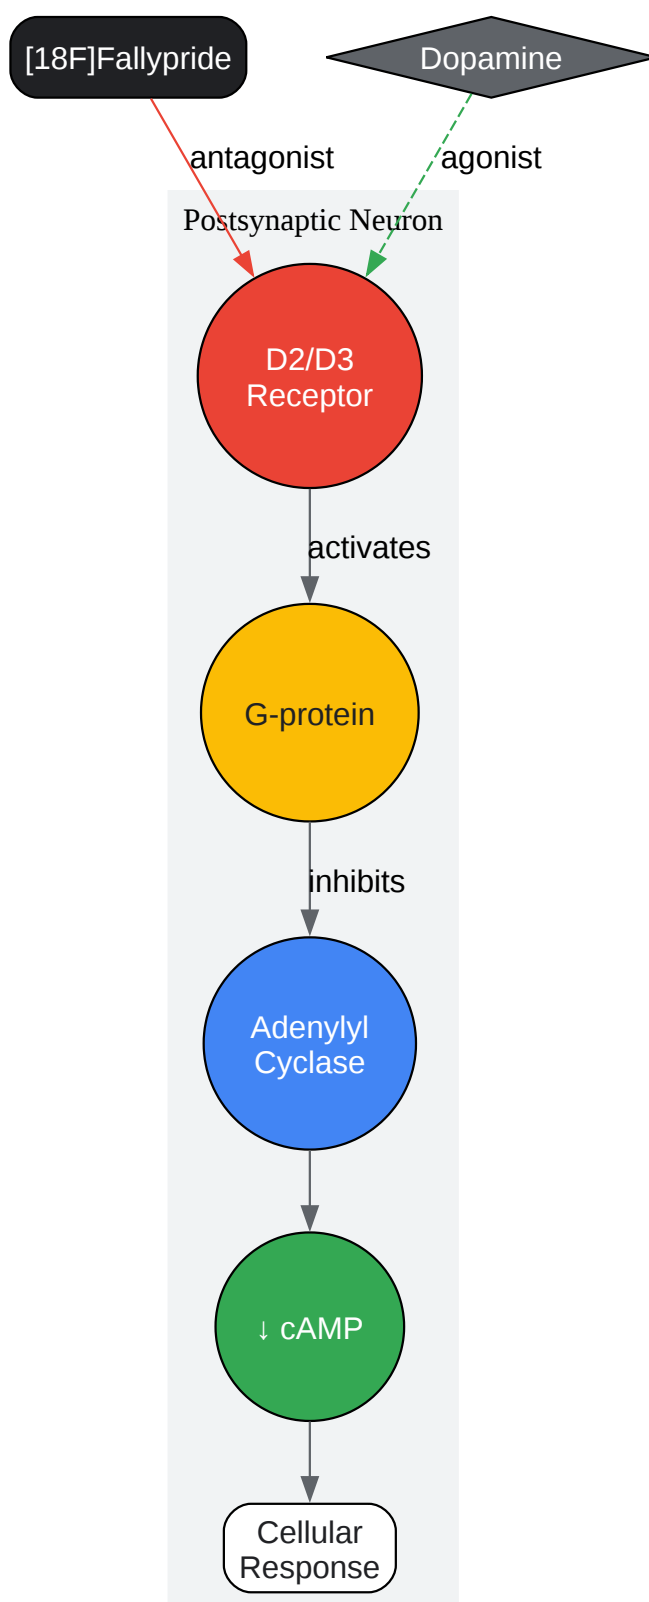 [18F]Fallypride
Dopamine
antagonist
agonist
Postsynaptic Neuron
D2/D3
Receptor
activates
G-protein
inhibits
Adenylyl
Cyclase
↓ cAMP
Cellular
Response